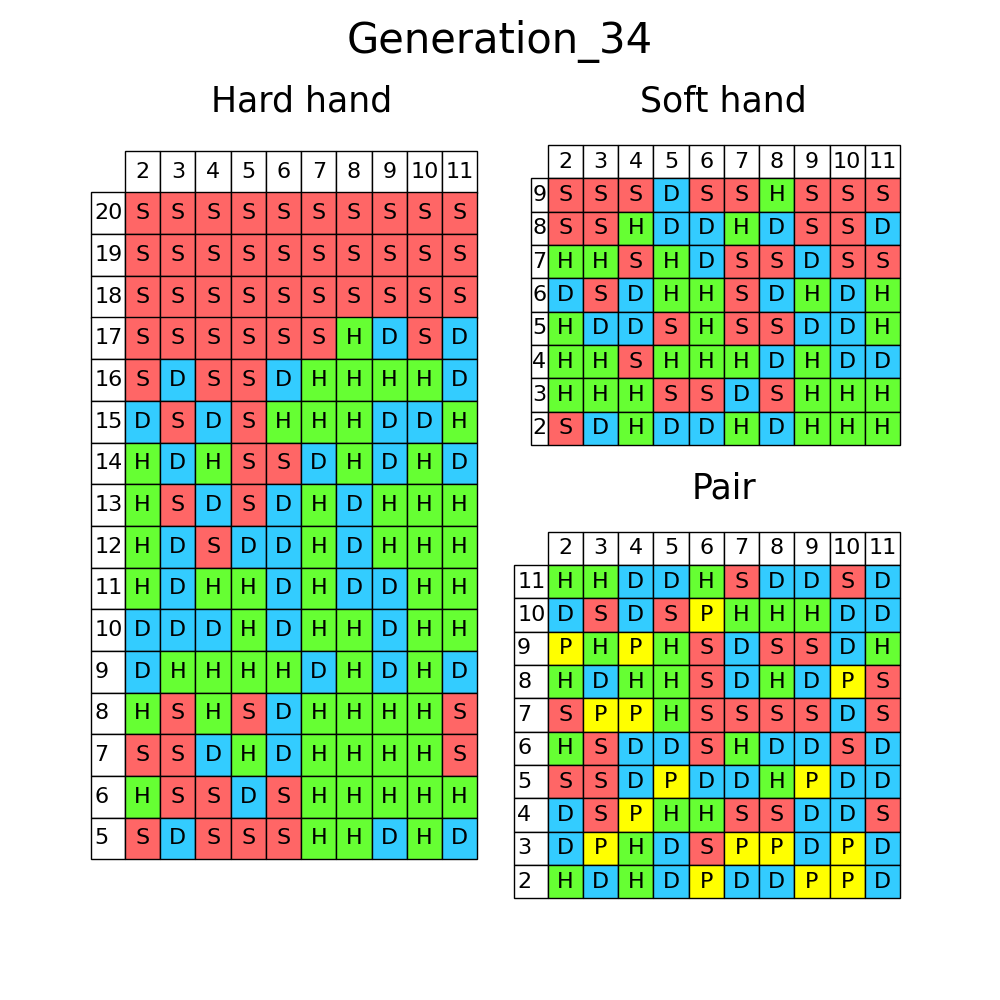 Generation_34
Hard hand
2 3 4 5 6 7 8 9 10 11
20 S S S S S S S S S S
19 S S S S S S S S S S
18 S S S S S S S S S S
17 S S S S S S H D S D
16 S D S S D H H H H D
15 D S D S H H H D D H
14 H D H S S D H D H D
13 H S D S D H D H H H
12 H D S D D H D H H H
11 H D H H D H D D H H
10 D D D H D H H D H H
9 D H H H H D H D H D
8 H S H S D H H H H S
7 S S D H D H H H H S
6 H S S D S H H H H H
5 S D S S S H H D H D
Soft hand
2 3 4 5 6 7 8 9 10 11
9 S S S D S S H S S S
8 S S H D D H D S S D
7 H H S H D S S D S S
6 D S D H H S D H D H
5 H D D S H S S D D H
4 H H S H H H D H D D
3 H H H S S D S H H H
2 S D H D D H D H H H
Pair
2 3 4 5 6 7 8 9 10 11
11 H H D D H S D D S D
10 D S D S P H H H D D
9 P H P H S D S S D H
8 H D H H S D H D P S
7 S P P H S S S S D S
6 H S D D S H D D S D
5 S S D P D D H P D D
4 D S P H H S S D D S
3 D P H D S P P D P D
2 H D H D P D D P P D